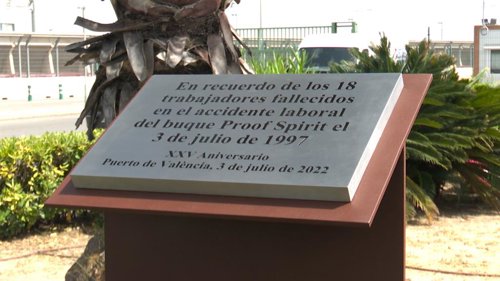 En recuerdo de los 18
trabajadores fallecidos
en el accidente laboral
del buque Proof Spirit el
3 de julio de 1997
XXV Aniversario
Puerto de València, 3 de julio de 2022